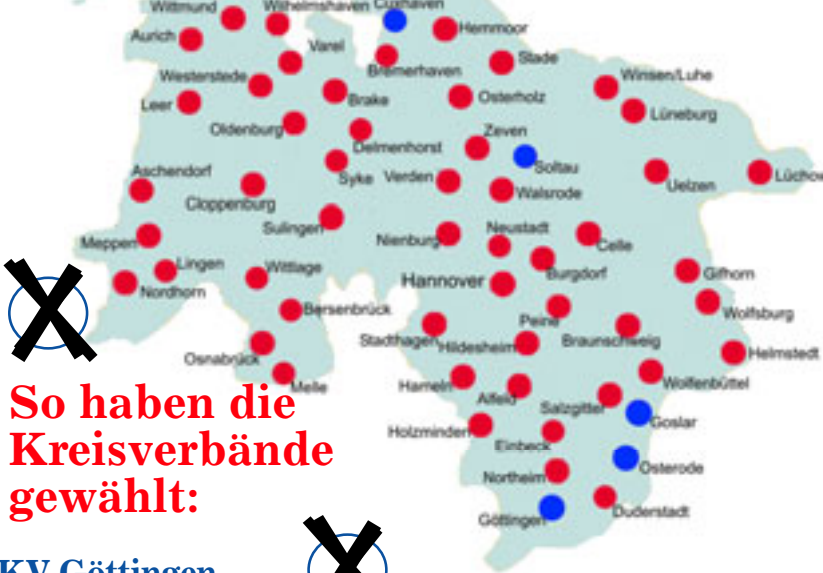 Wittmund
Wilhelmshaven
Cuxhaven
Hemmoor
Aurich
Varel
Stade
Bremerhaven
Westerstede
Winsen/Luhe
Leer
Brake
Osterholz
Lüneburg
Oldenburg
Zeven
Delmenhorst
Soltau
Aschendorf
Syke
Verden
Walsrode
Uelzen
Lüchow
Cloppenburg
Sulingen
Nienburg
Neustadt
Celle
Meppen
Lingen
Wittlage
Hannover
Burgdorf
Gifhorn
Nordhorn
Bersenbrück
Peine
Wolfsburg
Stadthagen
Hildesheim
Braunschweig
Helmstedt
Osnabrück
Melle
Hameln
Alfeld
Salzgitter
Wolfenbüttel
Goslar
Holzminden
Einbeck
Osterode
Northeim
Göttingen
Duderstadt
So haben die
Kreisverbände
gewählt:
KV Göttingen